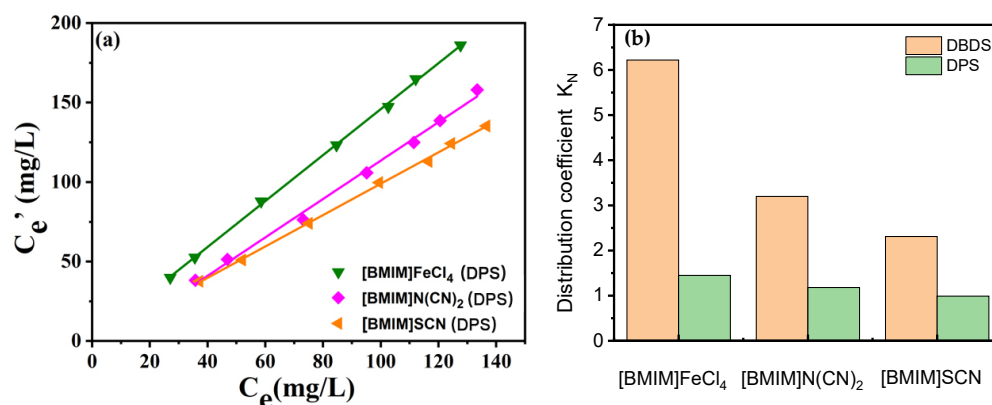 (a)
200
150
100
50
0
Cₑ' (mg/L)
0 20 40 60 80 100 120 140
Cₑ(mg/L)
[BMIM]FeCl₄ (DPS)
[BMIM]N(CN)₂ (DPS)
[BMIM]SCN (DPS)
(b)
7
6
5
4
3
2
1
0
Distribution coefficient K_N
DBDS
DPS
[BMIM]FeCl₄ [BMIM]N(CN)₂ [BMIM]SCN